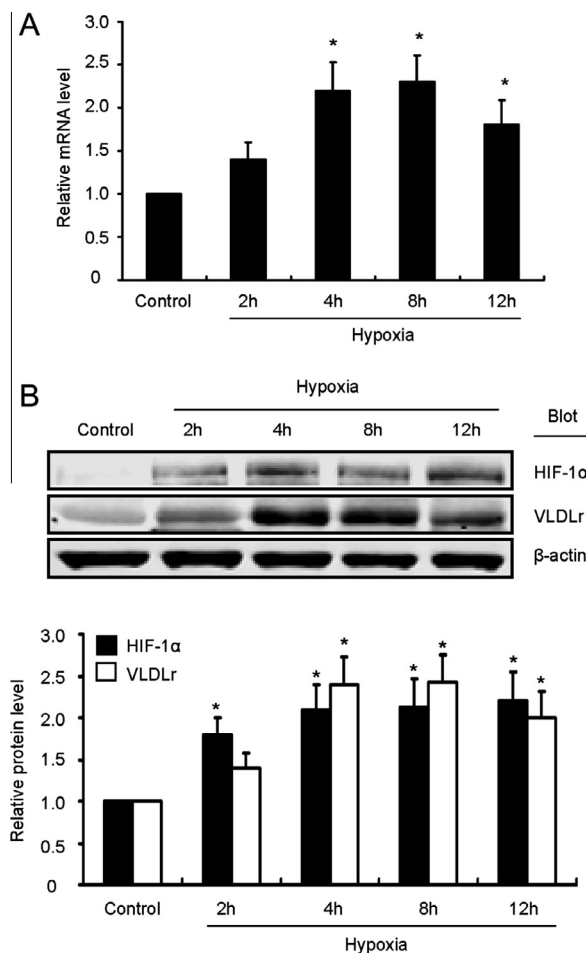 A
Relative mRNA level
3.0
2.5
2.0
1.5
1.0
0.5
0
* * *
Control 2h 4h 8h 12h
Hypoxia
B
Hypoxia
Control 2h 4h 8h 12h Blot
HIF-1α
VLDLr
β-actin
Relative protein level
3.0
2.5
2.0
1.5
1.0
0.5
0
HIF-1α
VLDLr
* * * * * * *
Control 2h 4h 8h 12h
Hypoxia